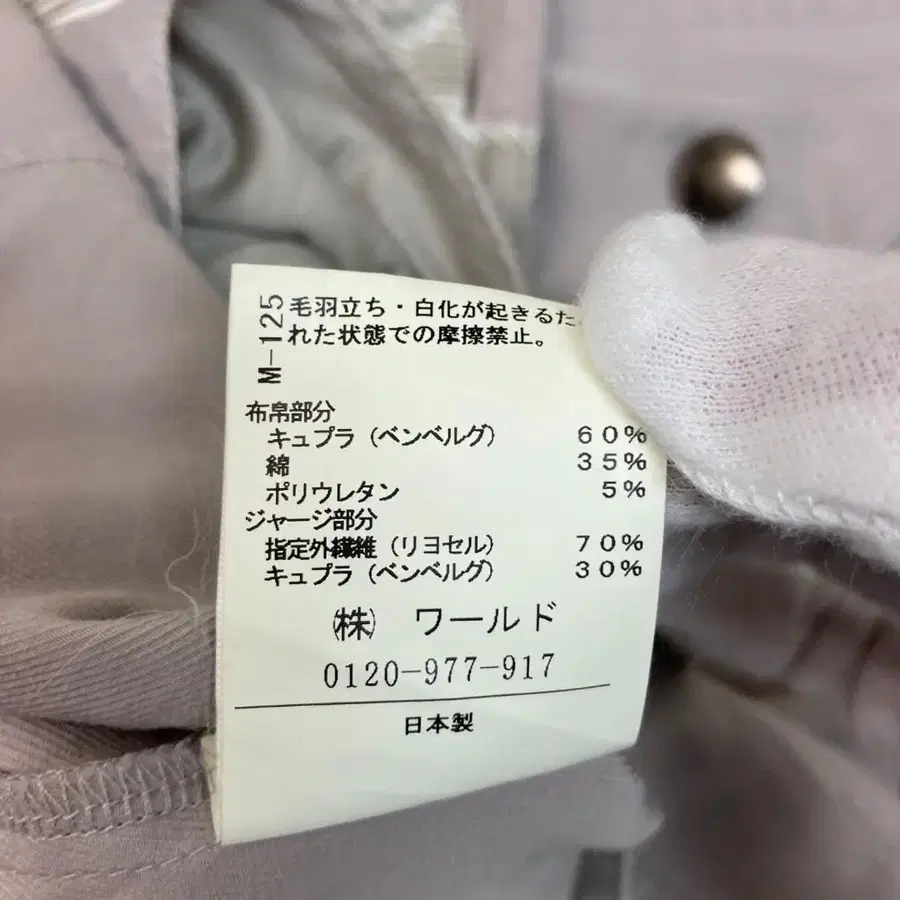 M-125
毛羽立ち・白化が起きるた
れた状態での摩擦禁止。
布帛部分
キュプラ（ベンベルグ） 60%
綿 35%
ポリウレタン 5%
ジャージ部分
指定外繊維（リヨセル） 70%
キュプラ（ベンベルグ） 30%
㈱ ワールド
0120-977-917
日本製